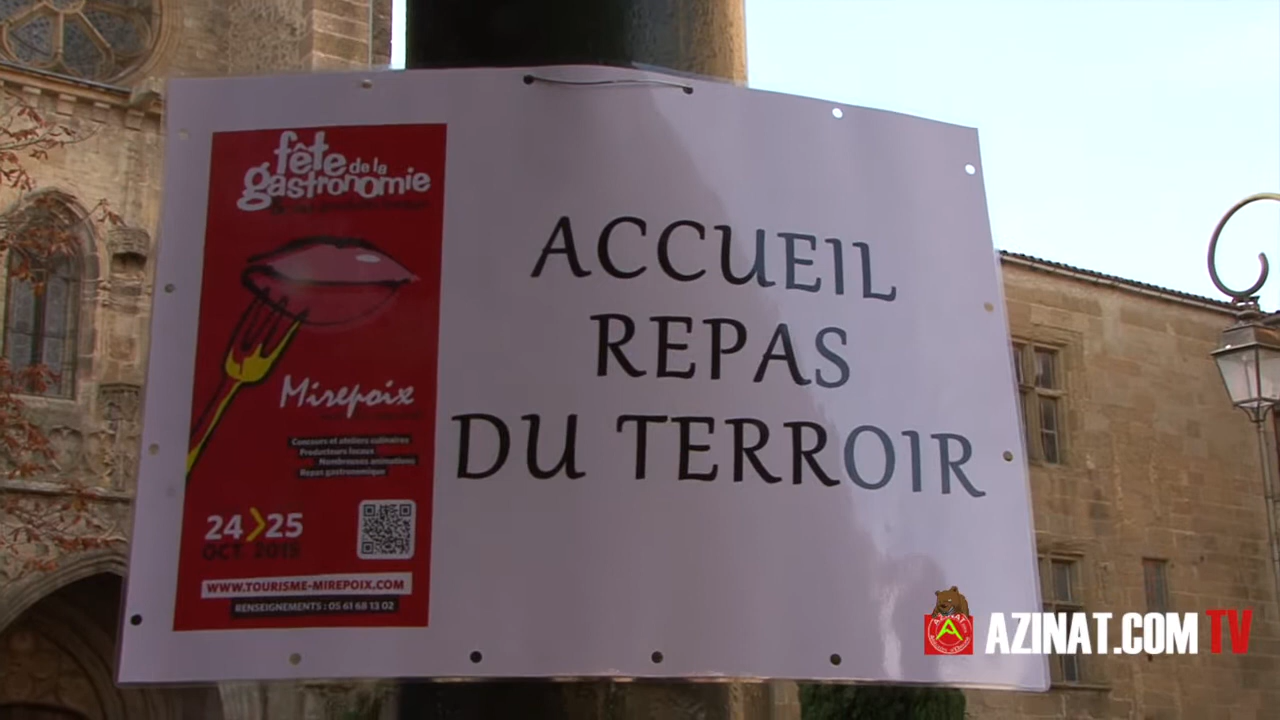 fête de la
gastronomie
Mirepoix
Concours et ateliers culinaires
Producteurs locaux
Nombreuses animations
Repas gastronomique
24 > 25
OCT 2015
WWW.TOURISME-MIREPOIX.COM
RENSEIGNEMENTS : 05 61 68 13 02
ACCUEIL
REPAS
DU TERROIR
AZINAT.COM TV